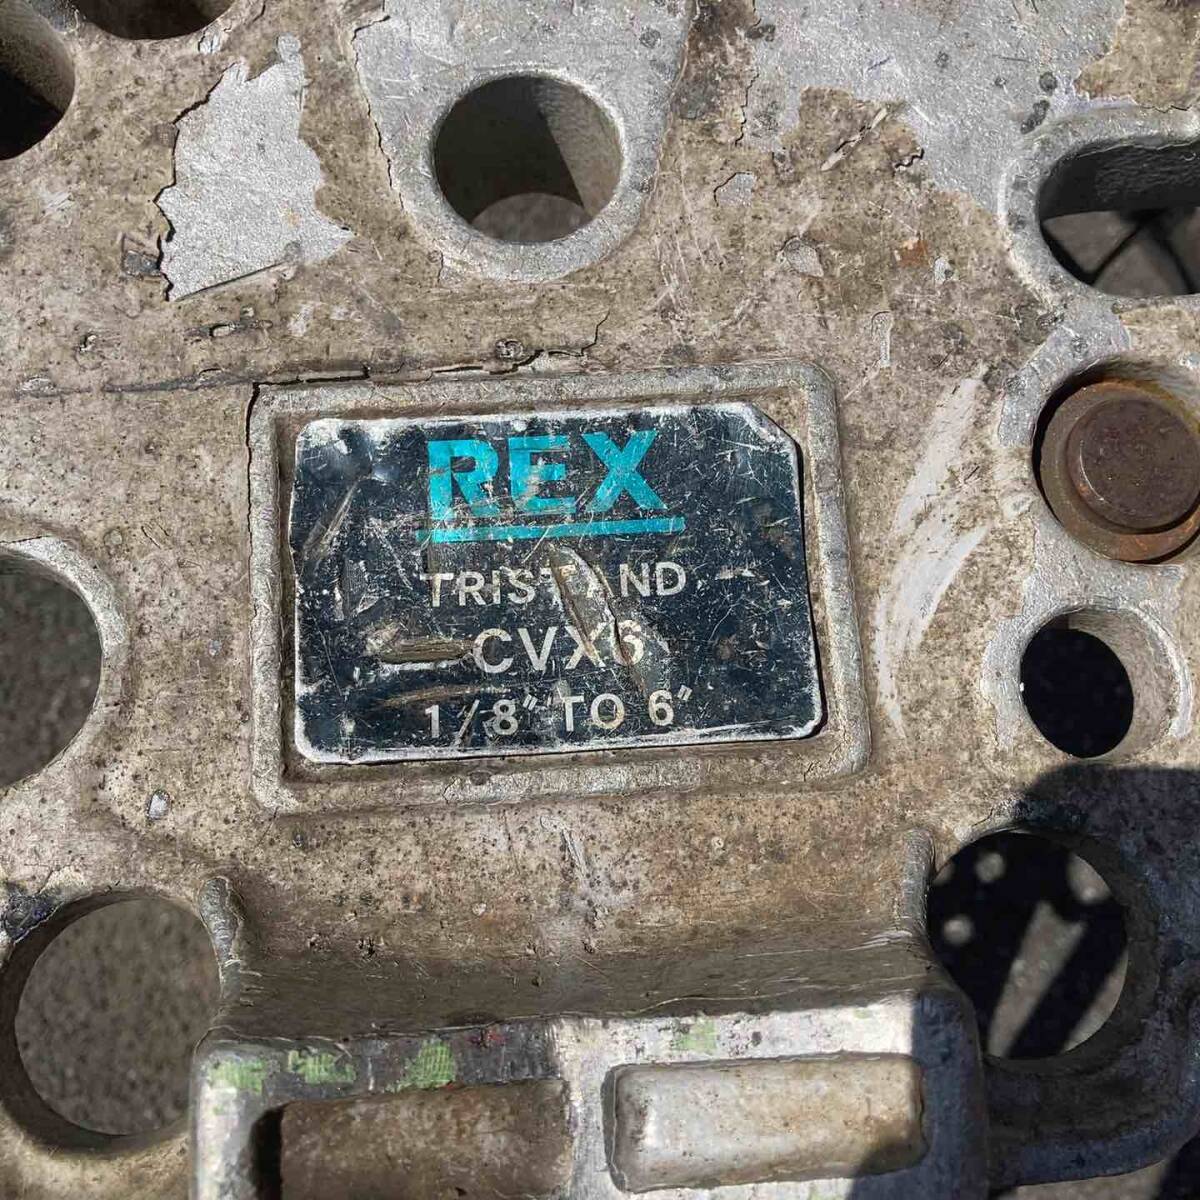 REX
TRISTAND
CVX6
1/8" TO 6"